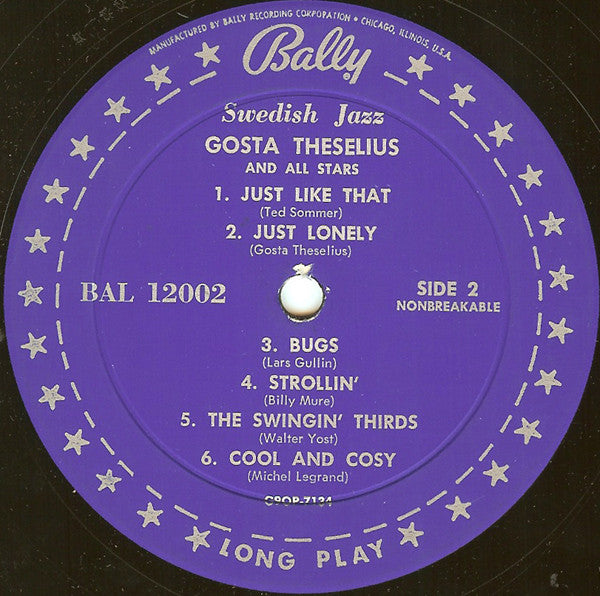 MANUFACTURED BY BALLY RECORDING CORPORATION • CHICAGO, ILLINOIS, U.S.A.
Bally
Swedish Jazz
GOSTA THESELIUS
AND ALL STARS
1. JUST LIKE THAT
(Ted Sommer)
2. JUST LONELY
(Gosta Theselius)
BAL 12002
SIDE 2
NONBREAKABLE
3. BUGS
(Lars Gullin)
4. STROLLIN'
(Billy Mure)
5. THE SWINGIN' THIRDS
(Walter Yost)
6. COOL AND COSY
(Michel Legrand)
G9OP-7134
LONG PLAY